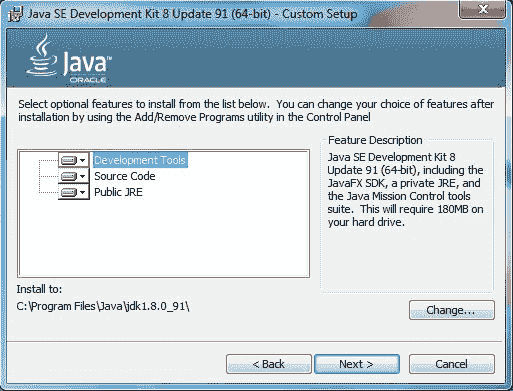 Java SE Development Kit 8 Update 91 (64-bit) - Custom Setup
Java™
ORACLE
Select optional features to install from the list below. You can change your choice of features after
installation by using the Add/Remove Programs utility in the Control Panel
Development Tools
Source Code
Public JRE
Feature Description
Java SE Development Kit 8
Update 91 (64-bit), including the
JavaFX SDK, a private JRE, and
the Java Mission Control tools
suite. This will require 180MB on
your hard drive.
Install to:
C:\Program Files\Java\jdk1.8.0_91\
Change...
< Back
Next >
Cancel